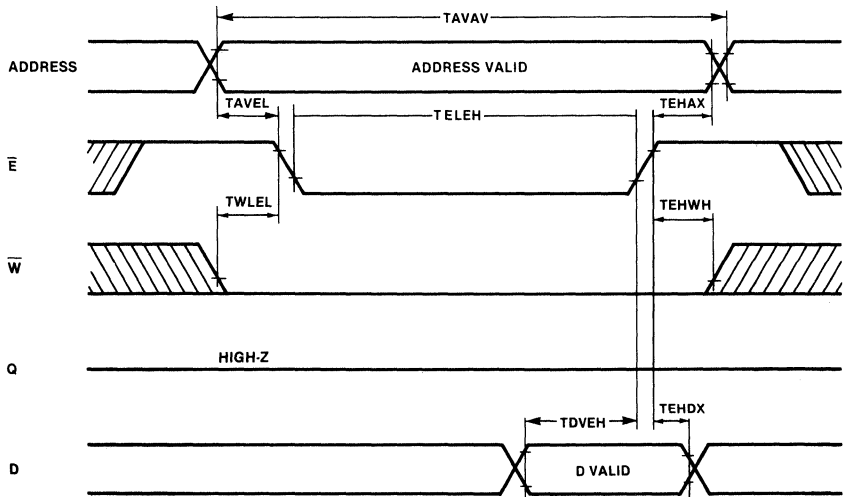 TAVAV
ADDRESS
ADDRESS VALID
TAVEL
TELEH
TEHAX
E
TWLEL
TEHWH
W
HIGH-Z
Q
TEHDX
TDVEH
D
D VALID